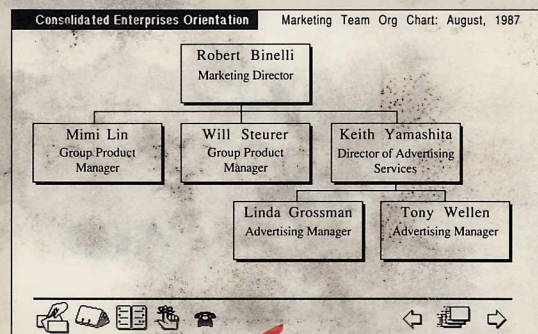 Consolidated Enterprises Orientation
Marketing Team Org Chart: August, 1987
Robert Binelli
Marketing Director
Mimi Lin
Group Product
Manager
Will Steurer
Group Product
Manager
Keith Yamashita
Director of Advertising
Services
Linda Grossman
Advertising Manager
Tony Wellen
Advertising Manager